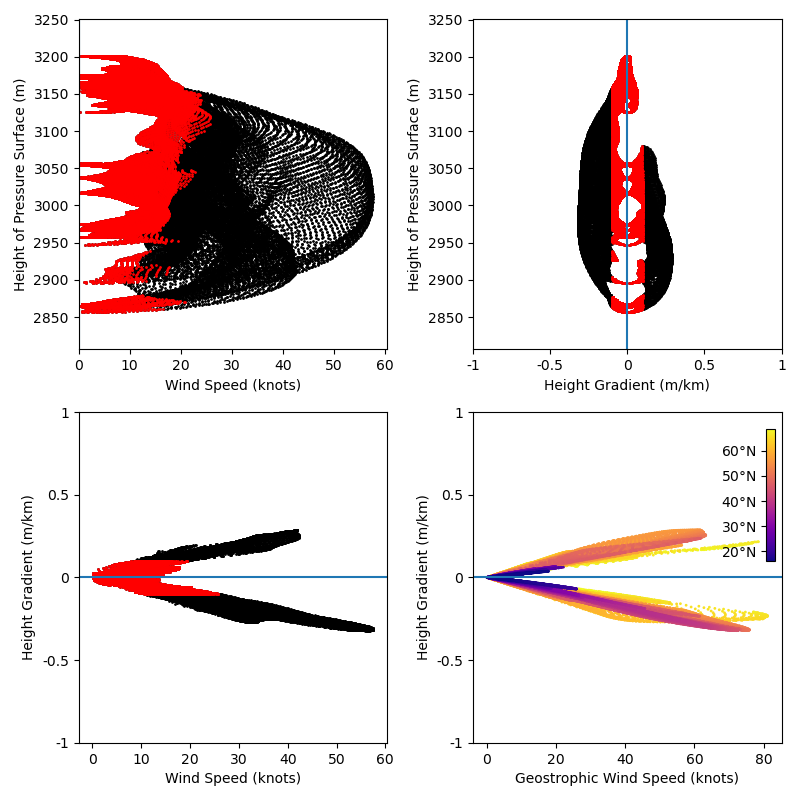 3250
3200
3150
3100
3050
3000
2950
2900
2850
Height of Pressure Surface (m)
0 10 20 30 40 50 60
Wind Speed (knots)
3250
3200
3150
3100
3050
3000
2950
2900
2850
Height of Pressure Surface (m)
-1 -0.5 0 0.5 1
Height Gradient (m/km)
1
0.5
0
-0.5
-1
Height Gradient (m/km)
0 10 20 30 40 50 60
Wind Speed (knots)
1
0.5
0
-0.5
-1
Height Gradient (m/km)
60°N
50°N
40°N
30°N
20°N
0 20 40 60 80
Geostrophic Wind Speed (knots)